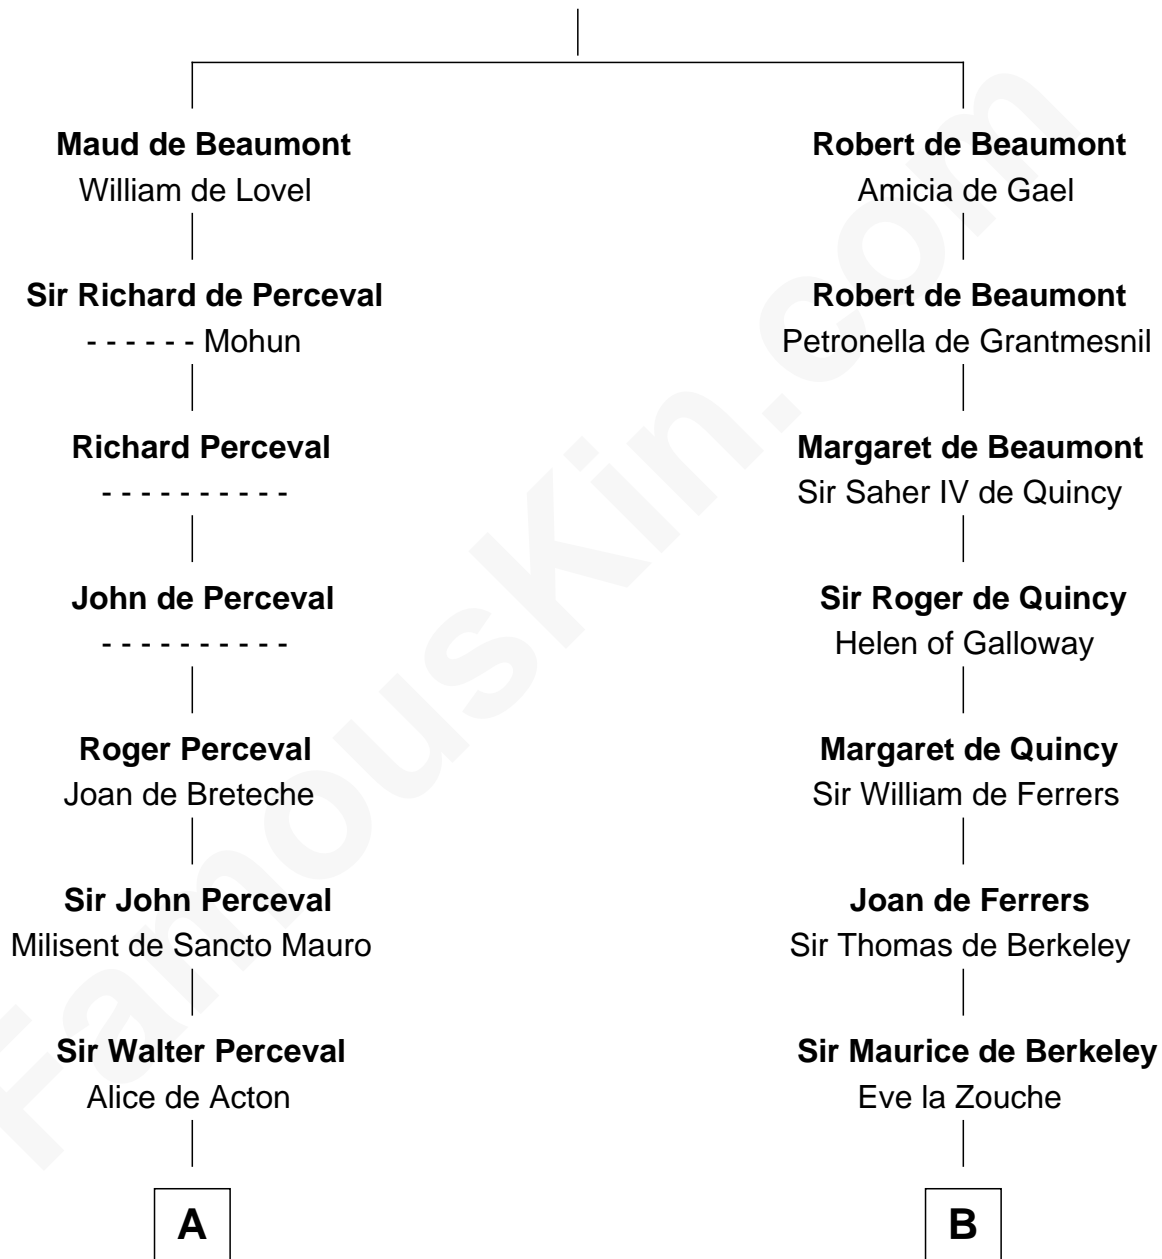 Maud de Beaumont
William de Lovel
Sir Richard de Perceval
- - - - - - Mohun
Richard Perceval
- - - - - - - - - -
John de Perceval
- - - - - - - - - -
Roger Perceval
Joan de Breteche
Sir John Perceval
Milisent de Sancto Mauro
Sir Walter Perceval
Alice de Acton
A
Robert de Beaumont
Amicia de Gael
Robert de Beaumont
Petronella de Grantmesnil
Margaret de Beaumont
Sir Saher IV de Quincy
Sir Roger de Quincy
Helen of Galloway
Margaret de Quincy
Sir William de Ferrers
Joan de Ferrers
Sir Thomas de Berkeley
Sir Maurice de Berkeley
Eve la Zouche
B
FamousKin.com